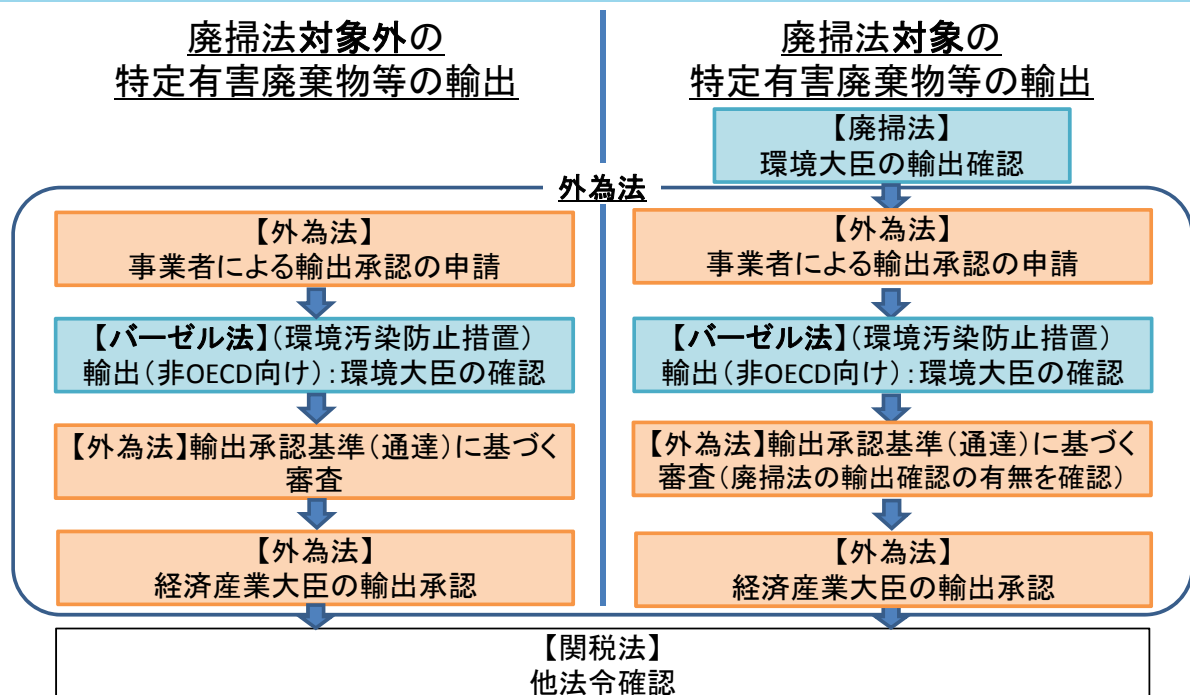 廃掃法対象外の
特定有害廃棄物等の輸出
廃掃法対象の
特定有害廃棄物等の輸出
【廃掃法】
環境大臣の輸出確認
外為法
【外為法】
事業者による輸出承認の申請
【バーゼル法】(環境汚染防止措置)
輸出(非OECD向け):環境大臣の確認
【外為法】輸出承認基準(通達)に基づく
審査
【外為法】
経済産業大臣の輸出承認
【外為法】
事業者による輸出承認の申請
【バーゼル法】(環境汚染防止措置)
輸出(非OECD向け):環境大臣の確認
【外為法】輸出承認基準(通達)に基づく
審査(廃掃法の輸出確認の有無を確認)
【外為法】
経済産業大臣の輸出承認
【関税法】
他法令確認